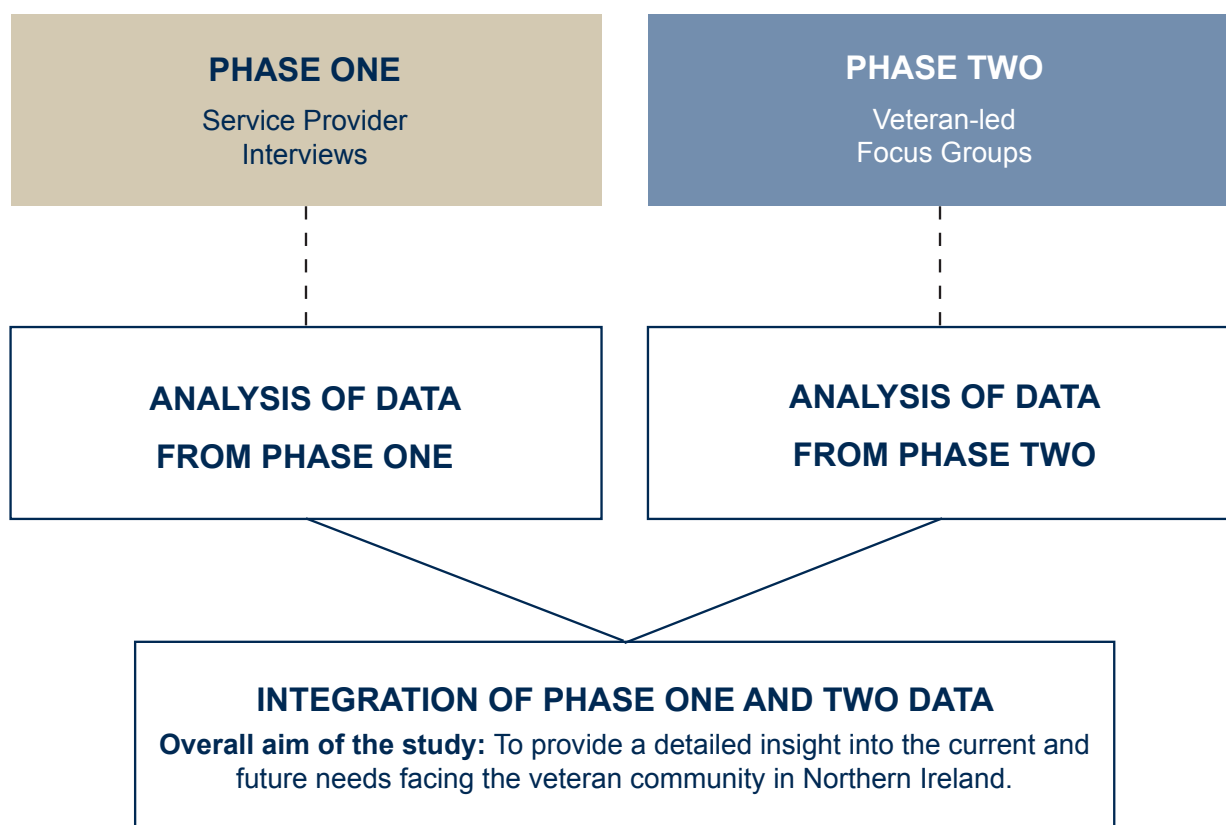 PHASE ONE
Service Provider
Interviews
PHASE TWO
Veteran-led
Focus Groups
ANALYSIS OF DATA
FROM PHASE ONE
ANALYSIS OF DATA
FROM PHASE TWO
INTEGRATION OF PHASE ONE AND TWO DATA
Overall aim of the study: To provide a detailed insight into the current and
future needs facing the veteran community in Northern Ireland.